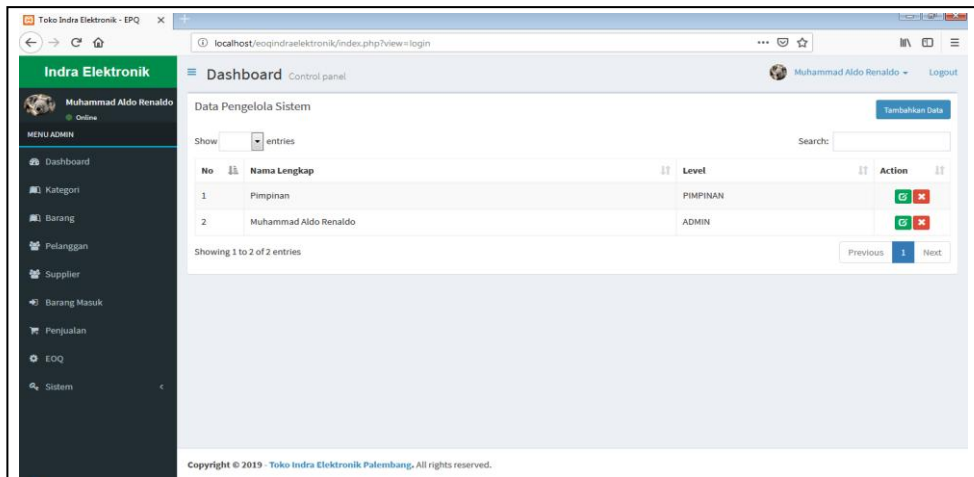 Toko Indra Elektronik - EPQ
localhost/eoqindraelektronik/index.php?view=login
Indra Elektronik
Dashboard Control panel
Muhammad Aldo Renaldo
Logout
Muhammad Aldo Renaldo
Online
MENU ADMIN
Dashboard
Kategori
Barang
Pelanggan
Supplier
Barang Masuk
Penjualan
EOQ
Sistem
Data Pengelola Sistem
Tambahkan Data
Show entries
Search:
No Nama Lengkap Level Action
1 Pimpinan PIMPINAN
2 Muhammad Aldo Renaldo ADMIN
Showing 1 to 2 of 2 entries
Previous 1 Next
Copyright © 2019 - Toko Indra Elektronik Palembang. All rights reserved.